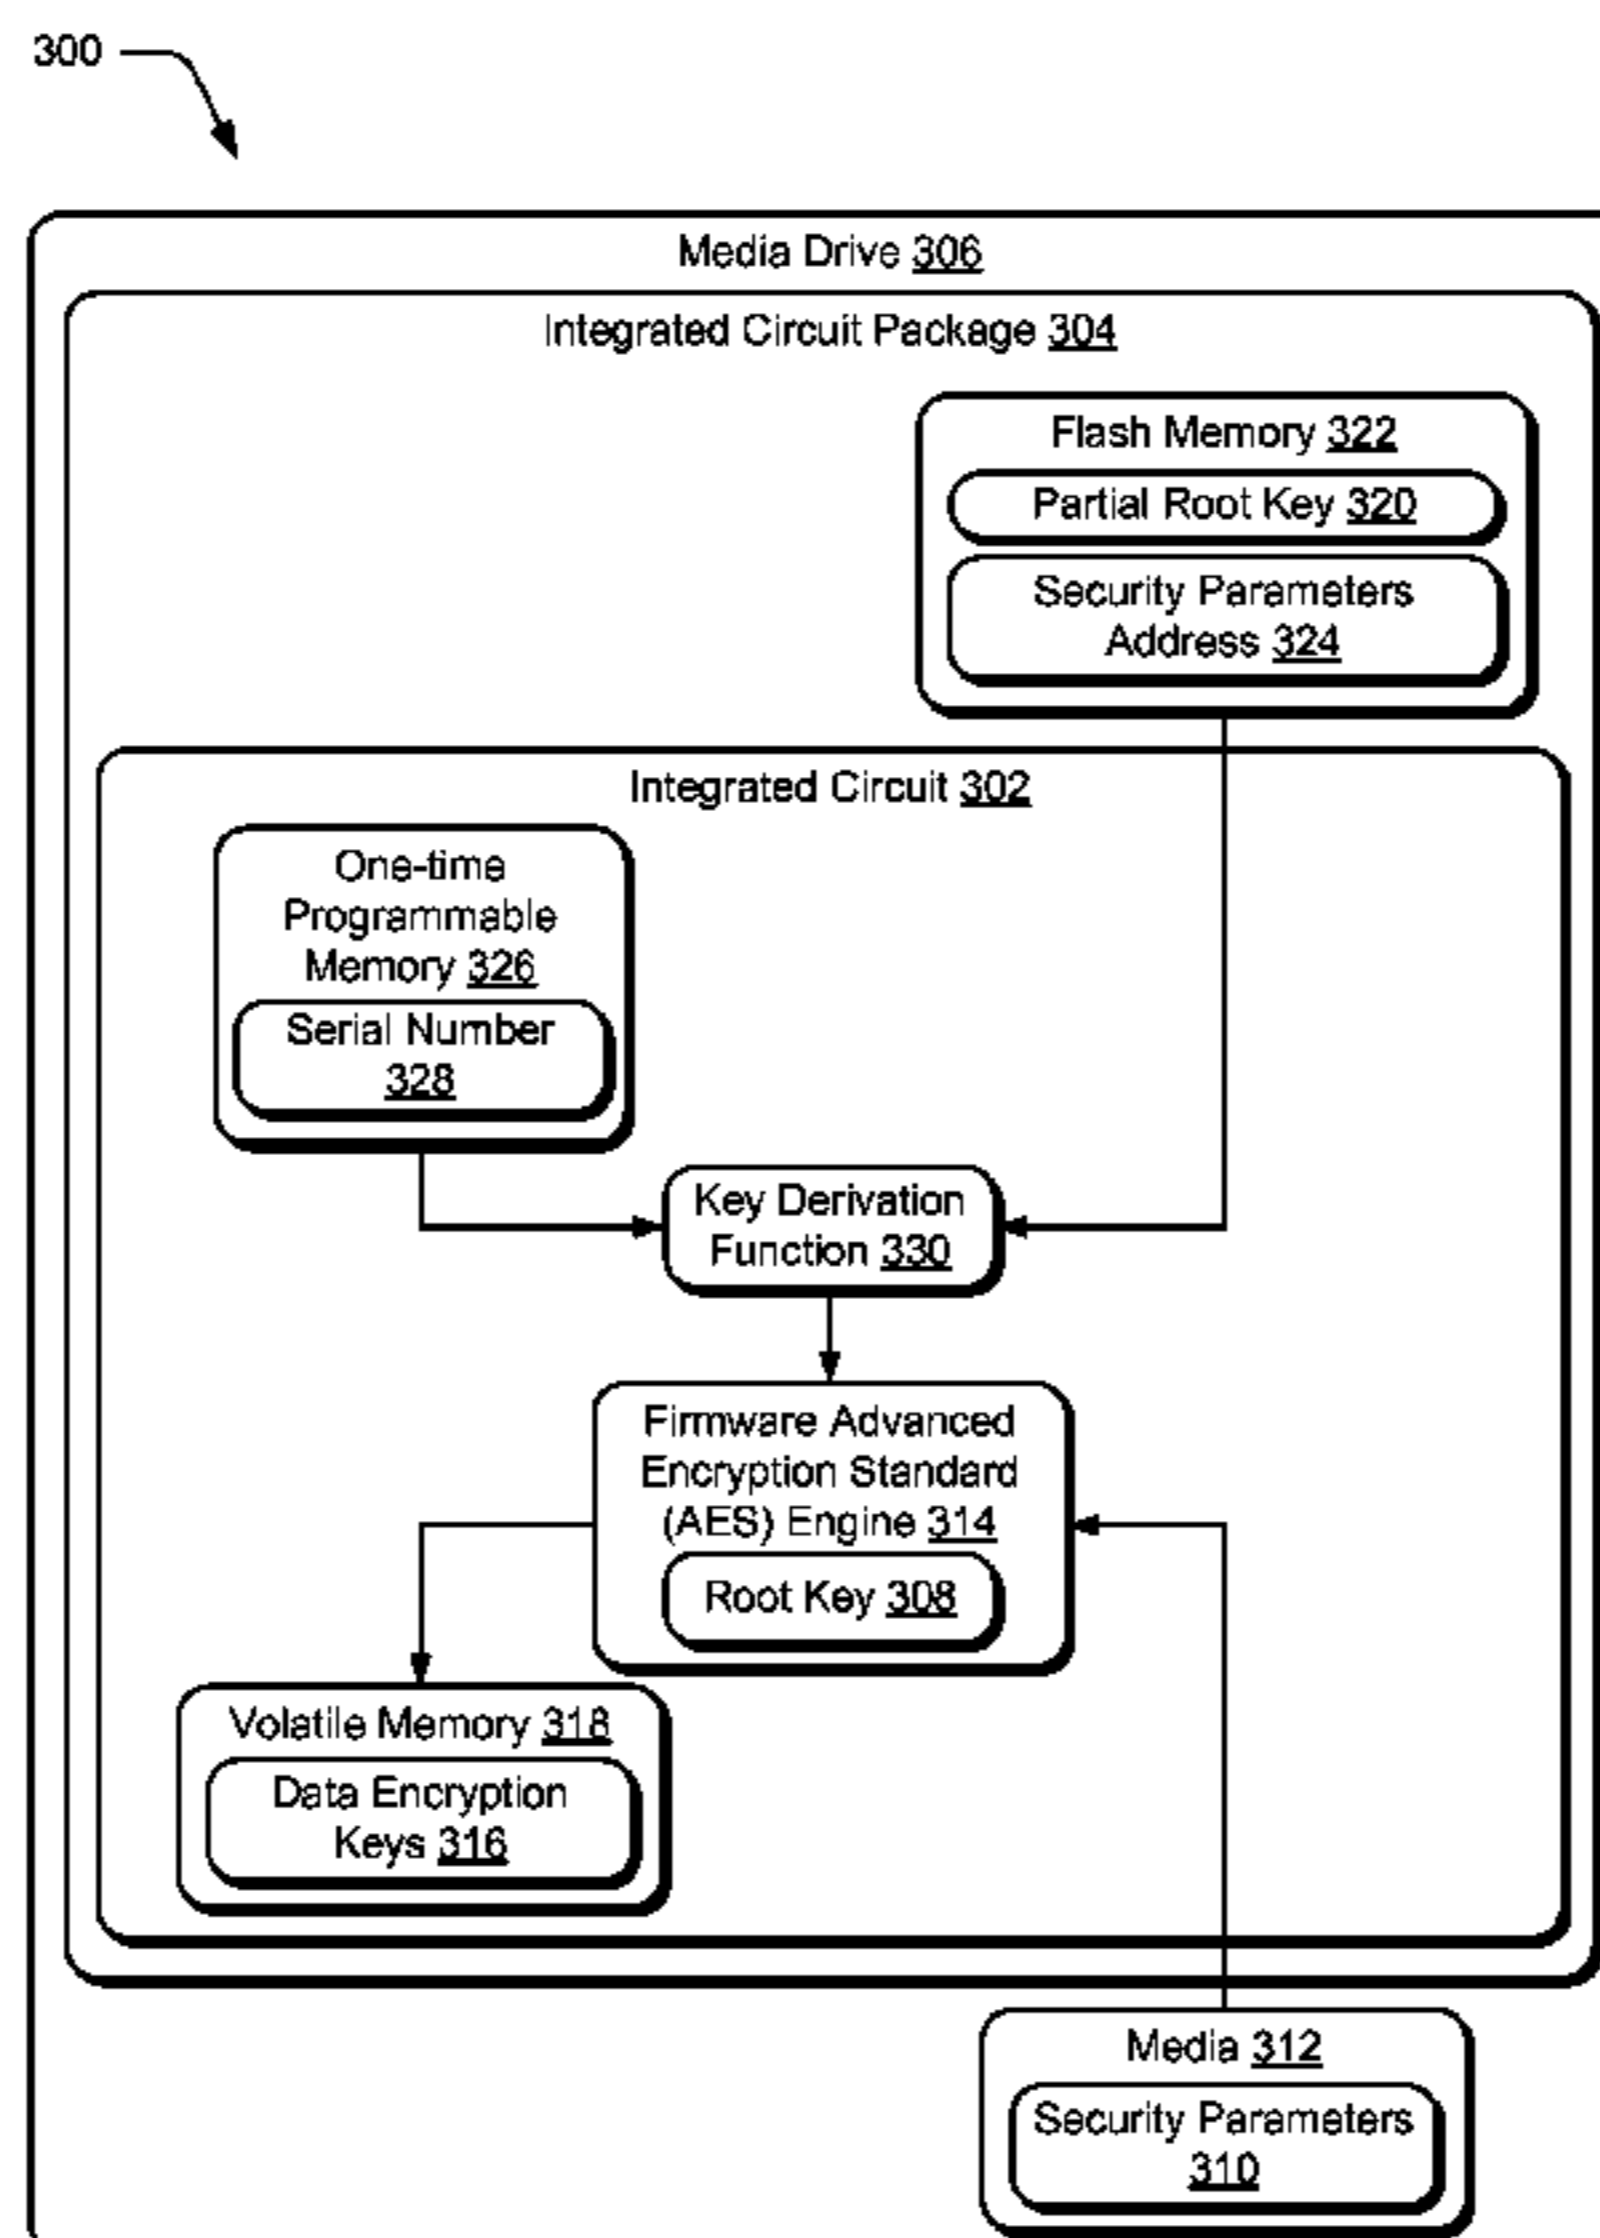 300
Media Drive 306
Integrated Circuit Package 304
Flash Memory 322
Partial Root Key 320
Security Parameters
Address 324
Integrated Circuit 302
One-time
Programmable
Memory 326
Serial Number
328
Key Derivation
Function 330
Firmware Advanced
Encryption Standard
(AES) Engine 314
Root Key 308
Volatile Memory 318
Data Encryption
Keys 316
Media 312
Security Parameters
310